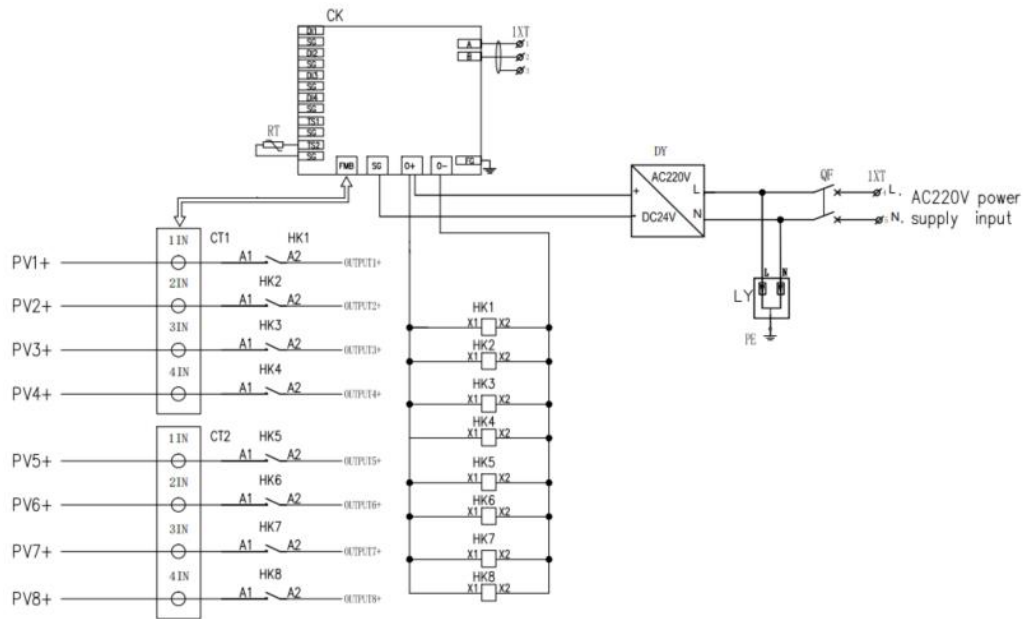 CK
DI1
SG
DI2
SG
DI3
SG
DI4
SG
TS1
SG
TS2
SG
RT
FMB
SG
O+
O-
FG
A
B
1XT
1
2
3
DY
AC220V
DC24V
+
-
L
N
QF
1XT
L.
N.
AC220V power
supply input
L N
LY
PE
1IN CT1 HK1
PV1+ A1 A2 OUTPUT1+
2IN HK2
PV2+ A1 A2 OUTPUT2+
3IN HK3
PV3+ A1 A2 OUTPUT3+
4IN HK4
PV4+ A1 A2 OUTPUT4+
1IN CT2 HK5
PV5+ A1 A2 OUTPUT5+
2IN HK6
PV6+ A1 A2 OUTPUT6+
3IN HK7
PV7+ A1 A2 OUTPUT7+
4IN HK8
PV8+ A1 A2 OUTPUT8+
HK1
X1 X2
HK2
X1 X2
HK3
X1 X2
HK4
X1 X2
HK5
X1 X2
HK6
X1 X2
HK7
X1 X2
HK8
X1 X2